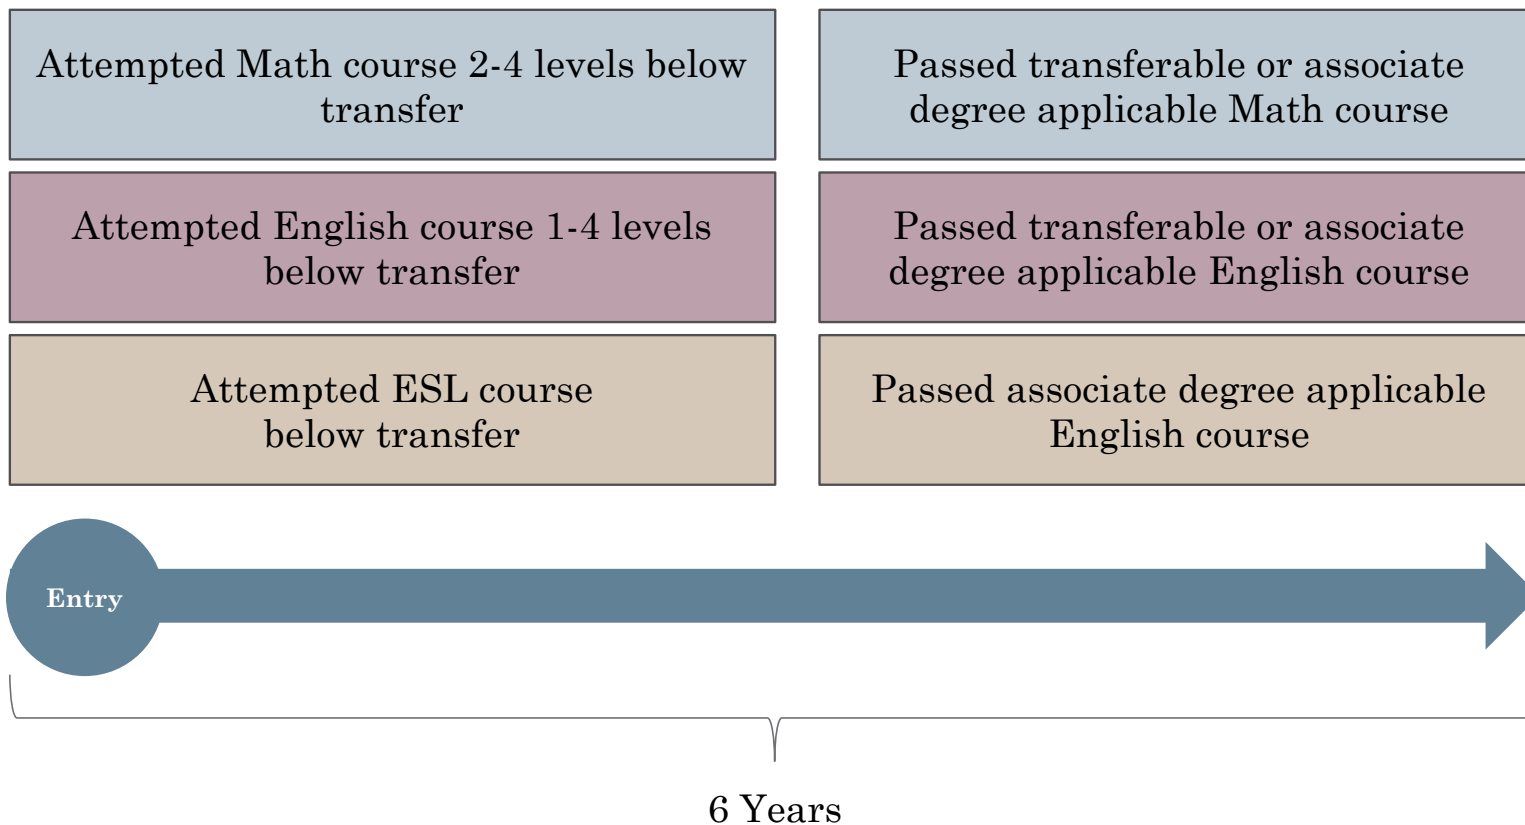 Attempted Math course 2-4 levels below
transfer
Passed transferable or associate
degree applicable Math course
Attempted English course 1-4 levels
below transfer
Passed transferable or associate
degree applicable English course
Attempted ESL course
below transfer
Passed associate degree applicable
English course
Entry
6 Years